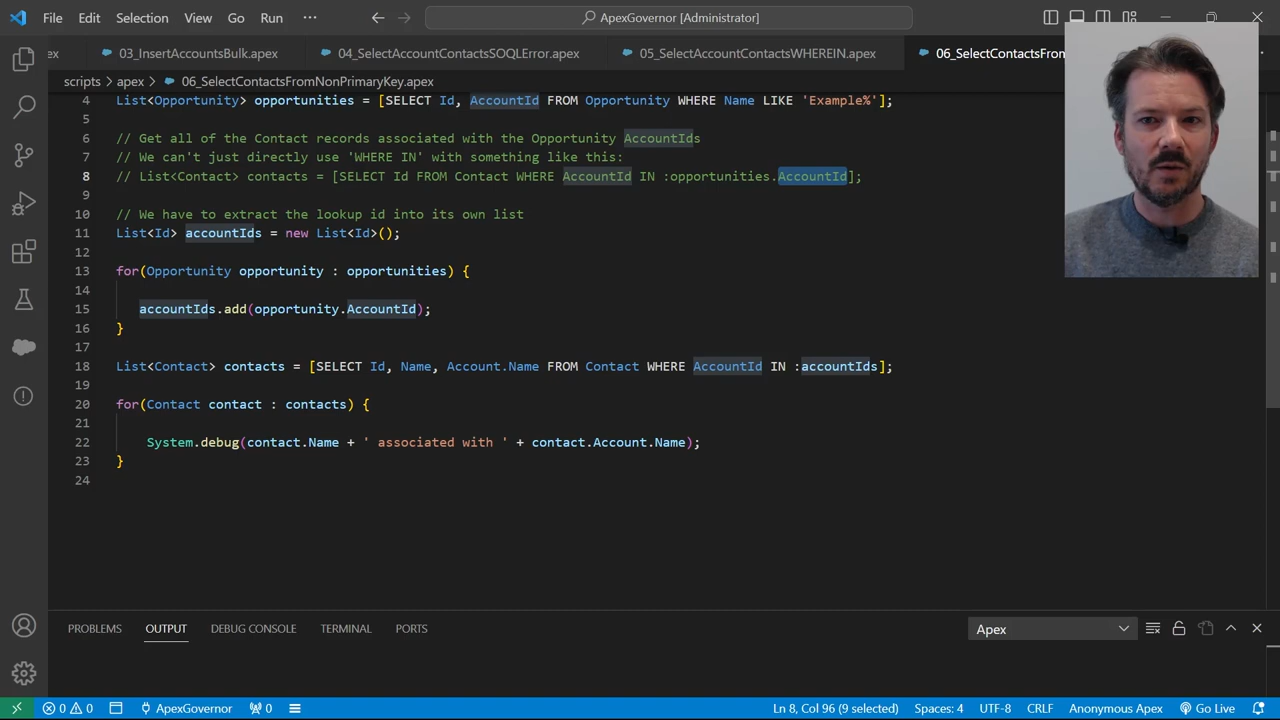 File Edit Selection View Go Run ··· ApexGovernor [Administrator]
ex 03_InsertAccountsBulk.apex 04_SelectAccountContactsSOQLError.apex 05_SelectAccountContactsWHEREIN.apex 06_SelectContactsFrom
scripts > apex > 06_SelectContactsFromNonPrimaryKey.apex
4 List<Opportunity> opportunities = [SELECT Id, AccountId FROM Opportunity WHERE Name LIKE 'Example%'];
5
6 // Get all of the Contact records associated with the Opportunity AccountIds
7 // We can't just directly use 'WHERE IN' with something like this:
8 // List<Contact> contacts = [SELECT Id FROM Contact WHERE AccountId IN :opportunities.AccountId];
9
10 // We have to extract the lookup id into its own list
11 List<Id> accountIds = new List<Id>();
12
13 for(Opportunity opportunity : opportunities) {
14
15 accountIds.add(opportunity.AccountId);
16 }
17
18 List<Contact> contacts = [SELECT Id, Name, Account.Name FROM Contact WHERE AccountId IN :accountIds];
19
20 for(Contact contact : contacts) {
21
22 System.debug(contact.Name + ' associated with ' + contact.Account.Name);
23 }
24
PROBLEMS OUTPUT DEBUG CONSOLE TERMINAL PORTS Apex
0 0 ApexGovernor 0 Ln 8, Col 96 (9 selected) Spaces: 4 UTF-8 CRLF Anonymous Apex Go Live